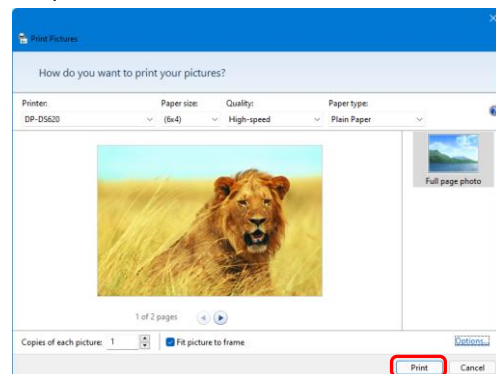 Print Pictures
How do you want to print your pictures?
Printer: Paper size: Quality: Paper type:
DP-DS620 (6x4) High-speed Plain Paper
Full page photo
1 of 2 pages
Copies of each picture: 1 Fit picture to frame Options...
Print Cancel